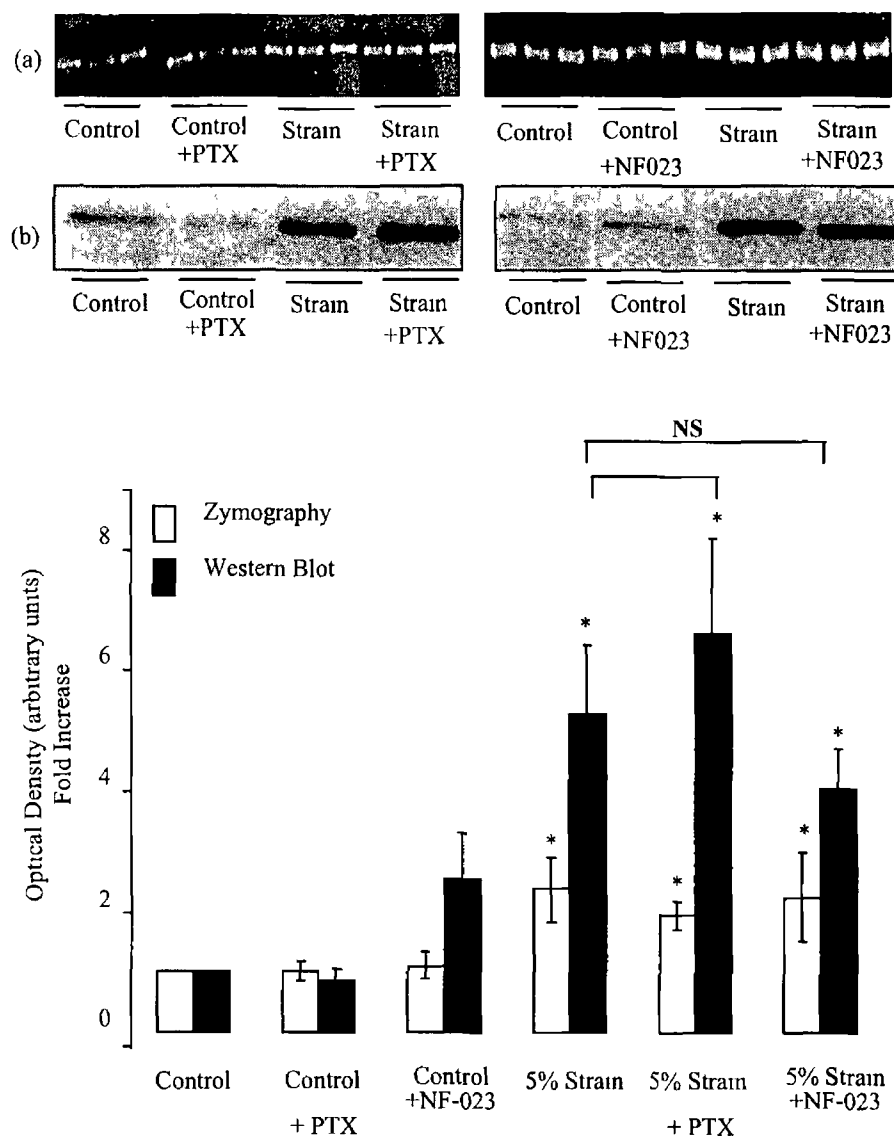 (a)
Control Control Strain Strain Control Control Strain Strain
+PTX +PTX +NF023 +NF023
(b)
Control Control Strain Strain Control Control Strain Strain
+PTX +PTX +NF023 +NF023
NS
Zymography
Western Blot
Optical Density (arbitrary units)
Fold Increase
8
6
4
2
0
* * * * * *
Control Control Control 5% Strain 5% Strain 5% Strain
+ PTX +NF-023 + PTX +NF-023